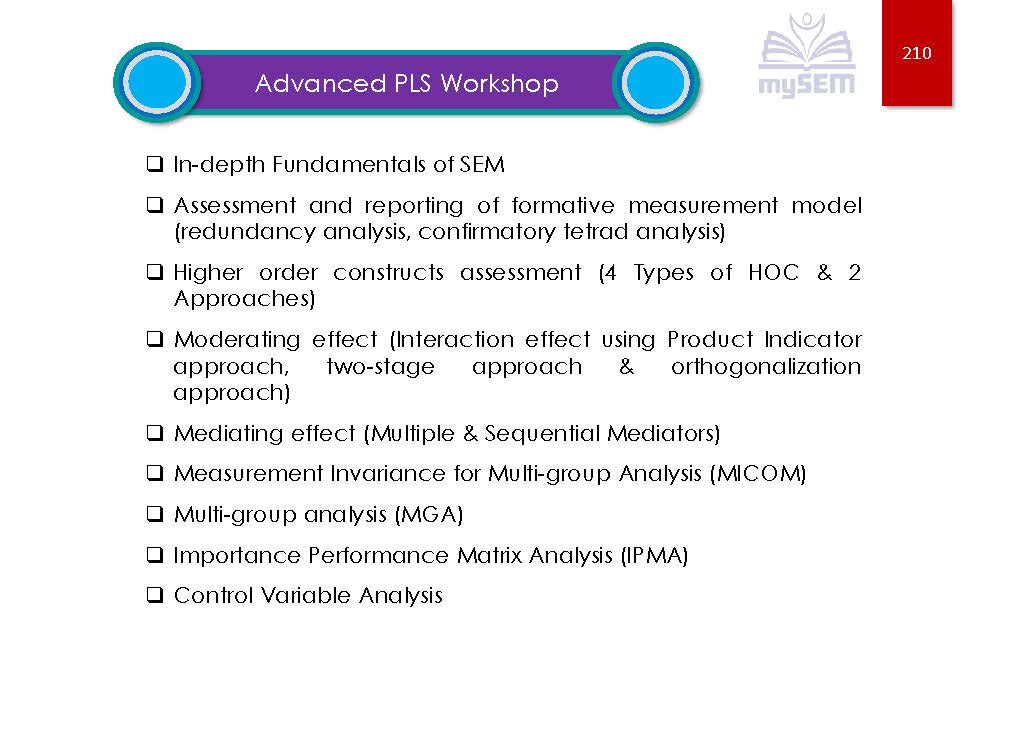 210
Advanced PLS Workshop
mySEM
❑ In-depth Fundamentals of SEM
❑ Assessment and reporting of formative measurement model
(redundancy analysis, confirmatory tetrad analysis)
❑ Higher order constructs assessment (4 Types of HOC & 2
Approaches)
❑ Moderating effect (Interaction effect using Product Indicator
approach, two-stage approach & orthogonalization
approach)
❑ Mediating effect (Multiple & Sequential Mediators)
❑ Measurement Invariance for Multi-group Analysis (MICOM)
❑ Multi-group analysis (MGA)
❑ Importance Performance Matrix Analysis (IPMA)
❑ Control Variable Analysis